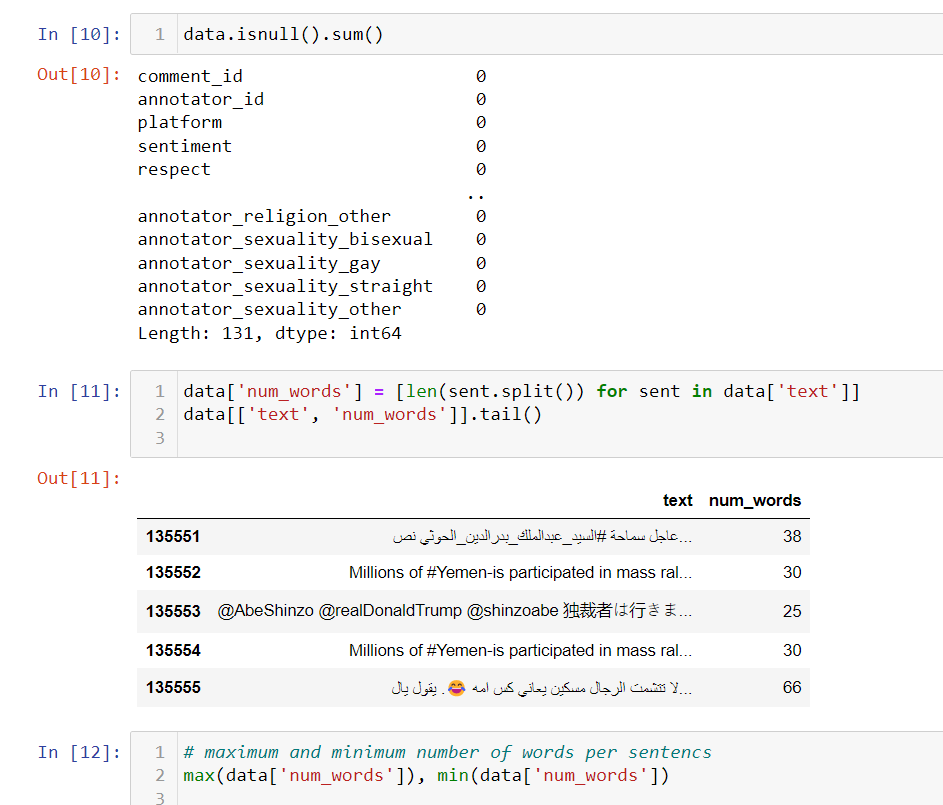 In [10]: 1 data.isnull().sum()
Out[10]: comment_id 0
annotator_id 0
platform 0
sentiment 0
respect 0
..
annotator_religion_other 0
annotator_sexuality_bisexual 0
annotator_sexuality_gay 0
annotator_sexuality_straight 0
annotator_sexuality_other 0
Length: 131, dtype: int64
In [11]: 1 data['num_words'] = [len(sent.split()) for sent in data['text']]
2 data[['text', 'num_words']].tail()
3
Out[11]:
text num_words
135551 عاجل سماحة #السيد_عبدالملك_بدرالدين_الحوثي نص... 38
135552 Millions of #Yemen-is participated in mass ral... 30
135553 @AbeShinzo @realDonaldTrump @shinzoabe 独裁者は行きま... 25
135554 Millions of #Yemen-is participated in mass ral... 30
135555 لا تتشمت الرجال مسكين يعاني كس امه 😂 . يقول يال... 66
In [12]: 1 # maximum and minimum number of words per sentencs
2 max(data['num_words']), min(data['num_words'])
3